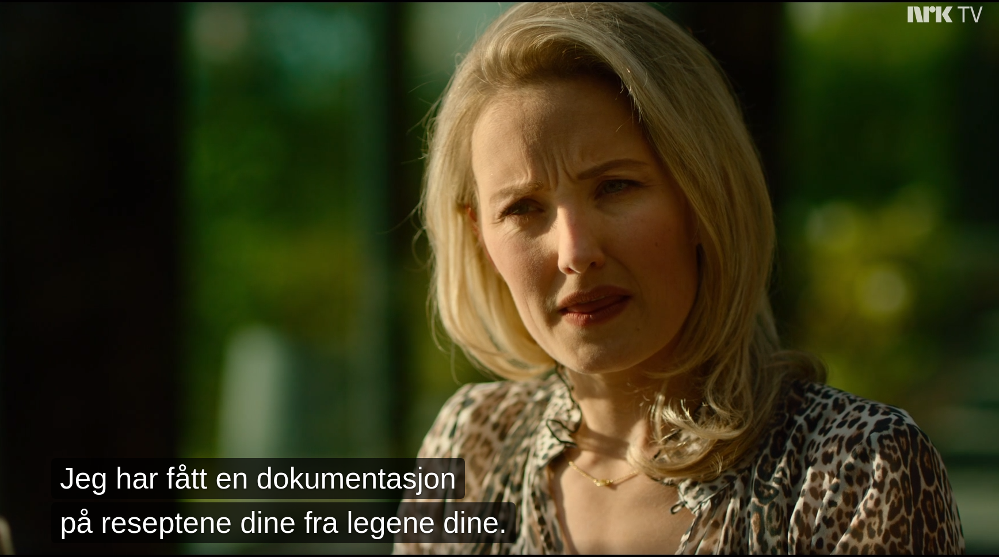 NRK TV
Jeg har fått en dokumentasjon
på reseptene dine fra legene dine.